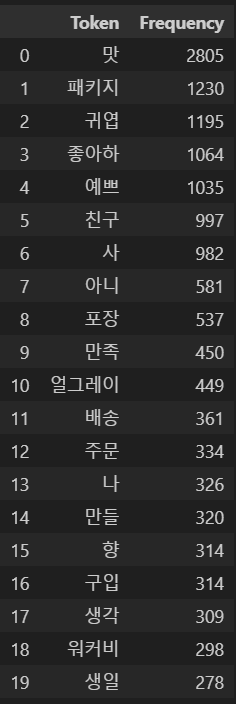 Token Frequency
0 맛 2805
1 패키지 1230
2 귀엽 1195
3 좋아하 1064
4 예쁘 1035
5 친구 997
6 사 982
7 아니 581
8 포장 537
9 만족 450
10 얼그레이 449
11 배송 361
12 주문 334
13 나 326
14 만들 320
15 향 314
16 구입 314
17 생각 309
18 워커비 298
19 생일 278